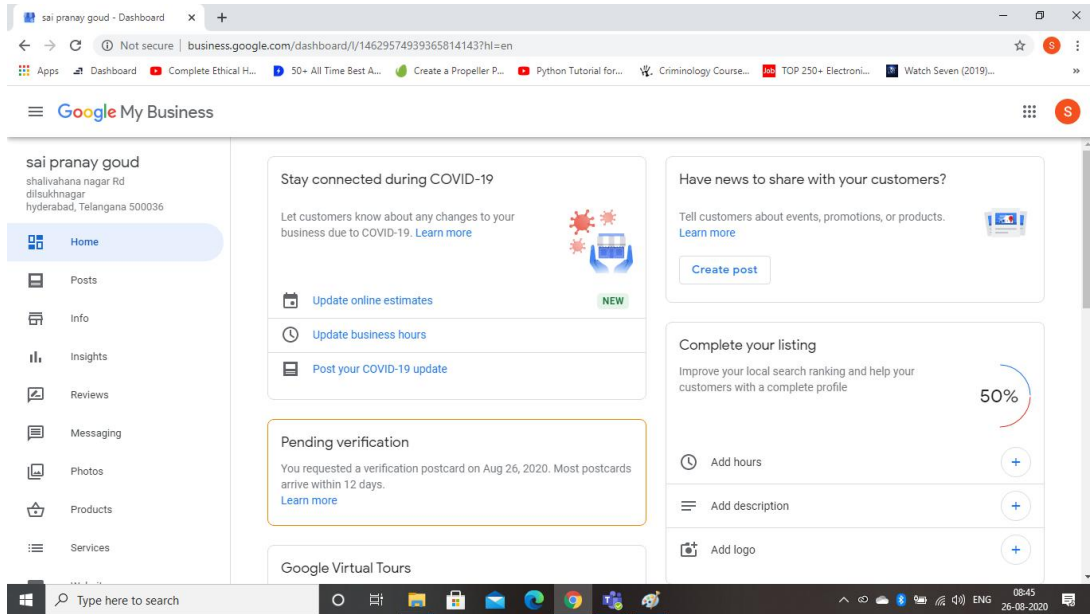 sai pranay goud - Dashboard
Not secure | business.google.com/dashboard/l/14629574939365814143?hl=en
S
Apps Dashboard Complete Ethical H... 50+ All Time Best A... Create a Propeller P... Python Tutorial for... Criminology Course... Job TOP 250+ Electroni... Watch Seven (2019)... »
Google My Business
S
sai pranay goud
shalivahana nagar Rd
dilsukhnagar
hyderabad, Telangana 500036
Home
Posts
Info
Insights
Reviews
Messaging
Photos
Products
Services
Stay connected during COVID-19
Let customers know about any changes to your
business due to COVID-19. Learn more
Update online estimates NEW
Update business hours
Post your COVID-19 update
Pending verification
You requested a verification postcard on Aug 26, 2020. Most postcards
arrive within 12 days.
Learn more
Google Virtual Tours
Have news to share with your customers?
Tell customers about events, promotions, or products.
Learn more
Create post
Complete your listing
Improve your local search ranking and help your
customers with a complete profile
50%
Add hours
Add description
Add logo
Type here to search
ENG
08:45
26-08-2020